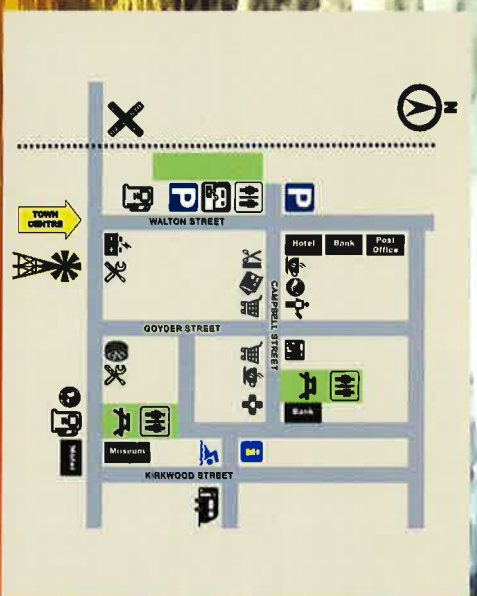 N
TOWN
CENTRE
P
P
WALTON STREET
Hotel
Bank
Post
Office
CAMPBELL STREET
GOYDER STREET
Bank
Museum
Motel
KIRKWOOD STREET